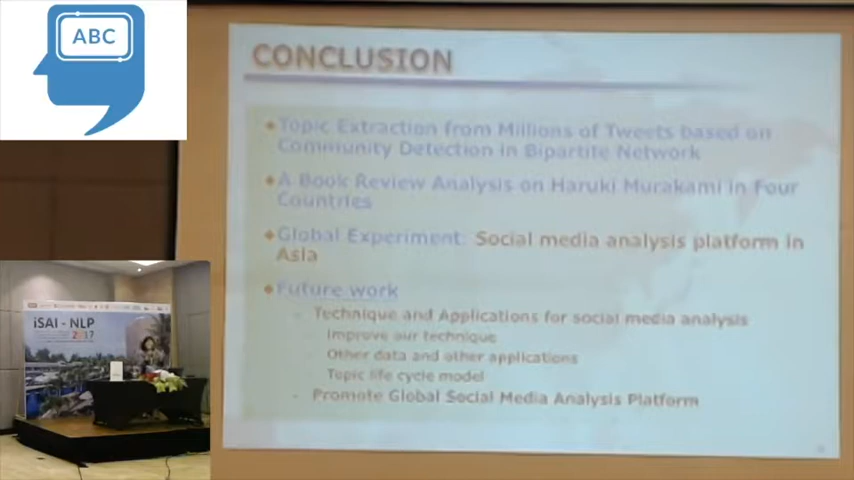 ABC
CONCLUSION
Topic Extraction from Millions of Tweets based on
Community Detection in Bipartite Network
A Book Review Analysis on Haruki Murakami in Four
Countries
Global Experiment: Social media analysis platform in
Asia
Future work
Technique and Applications for social media analysis
Improve our technique
Other data and other applications
Topic life cycle model
Promote Global Social Media Analysis Platform
iSAI - NLP
2017